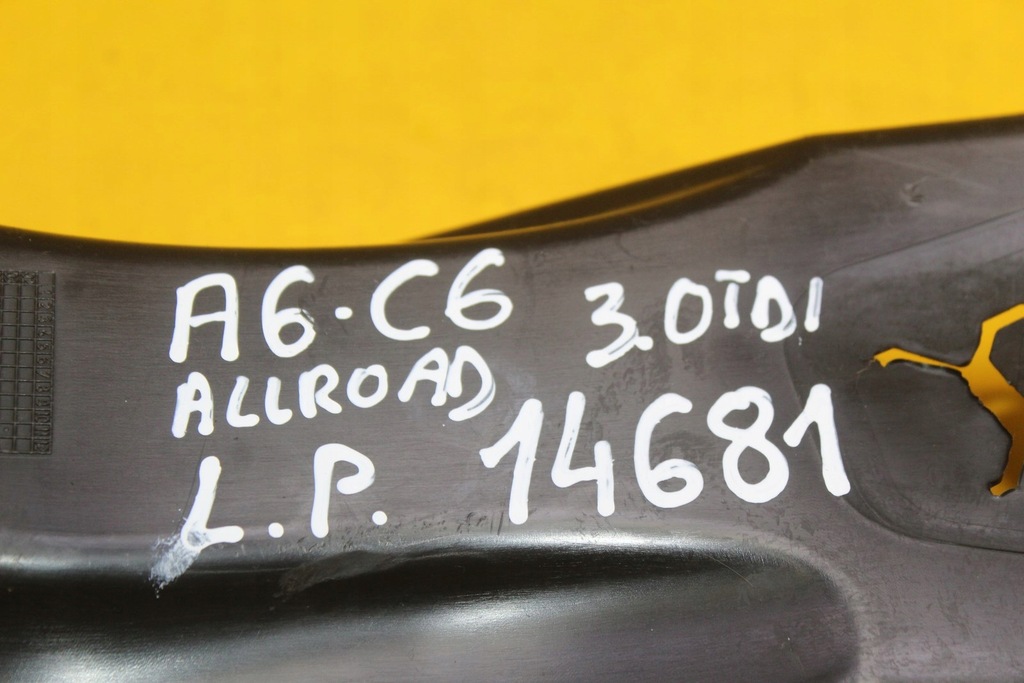 A6·C6 3.0TDI
ALLROAD
L.P. 14681